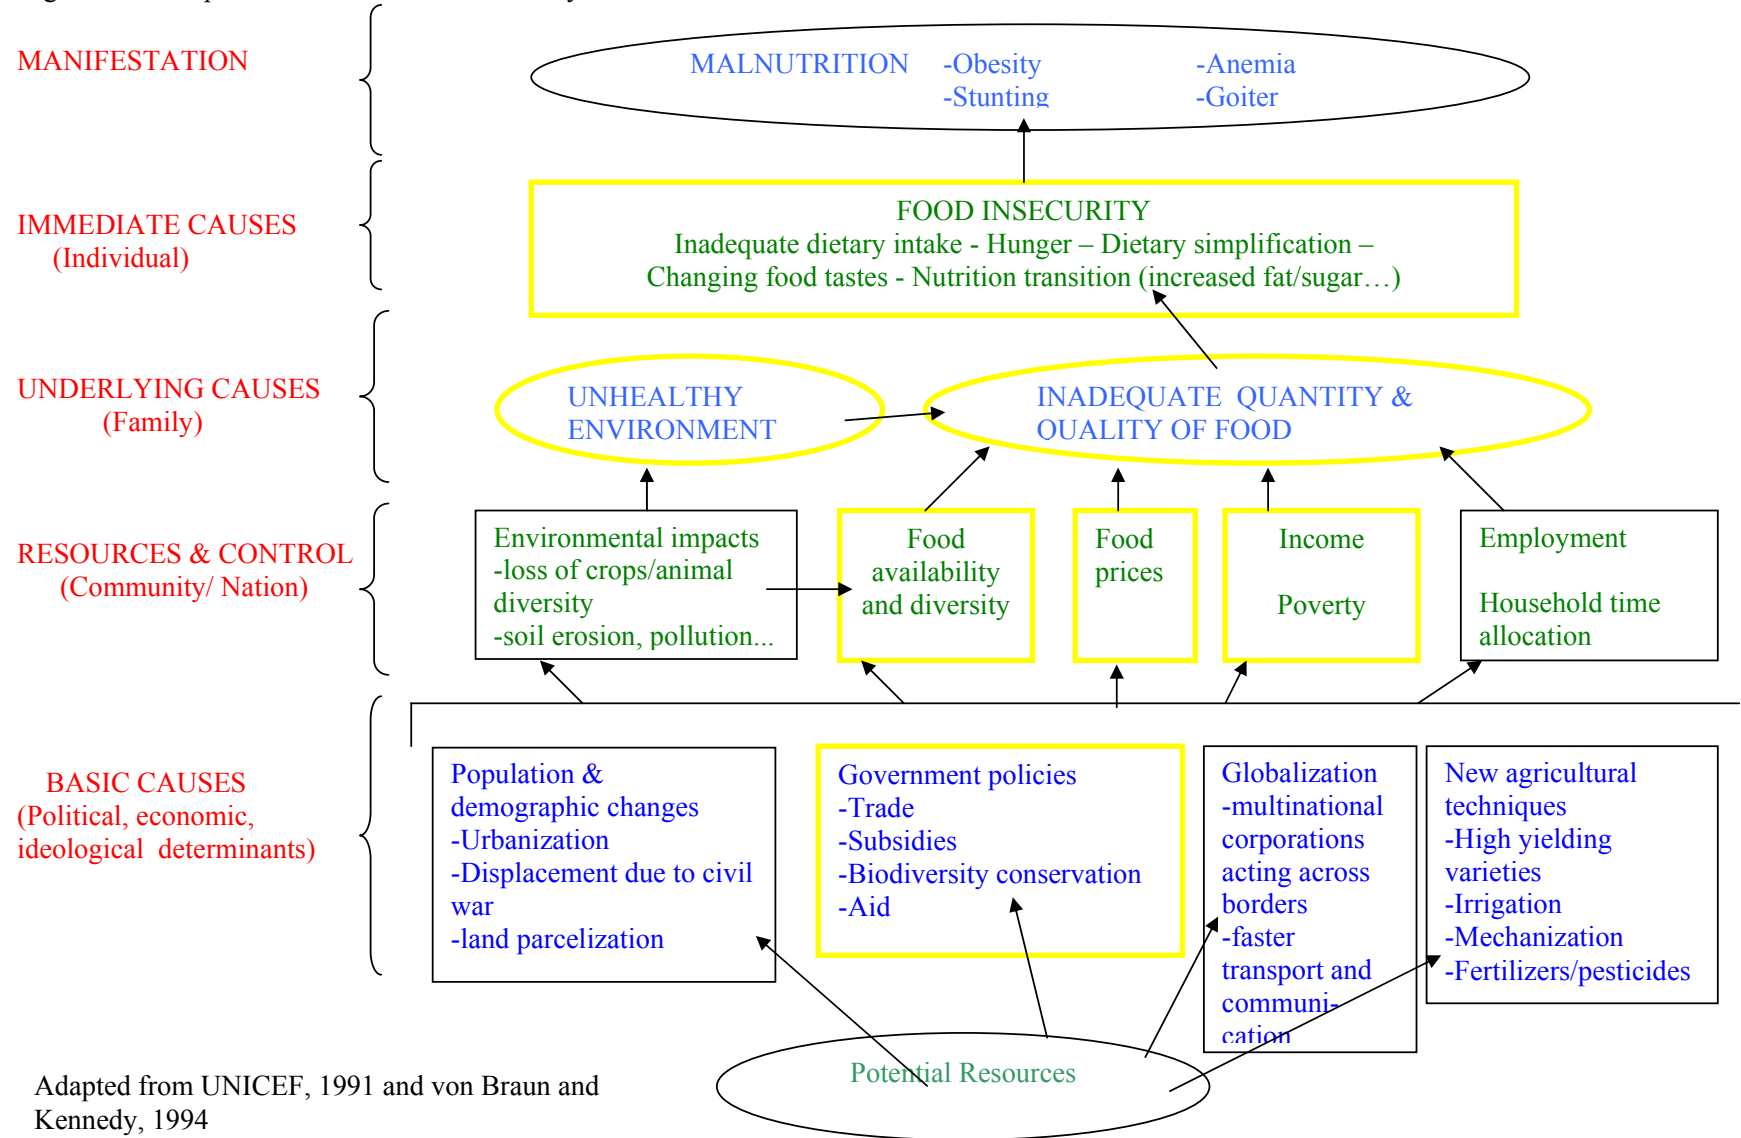 MANIFESTATION
MALNUTRITION -Obesity -Anemia
-Stunting -Goiter
IMMEDIATE CAUSES
(Individual)
FOOD INSECURITY
Inadequate dietary intake - Hunger – Dietary simplification –
Changing food tastes - Nutrition transition (increased fat/sugar…)
UNDERLYING CAUSES
(Family)
UNHEALTHY
ENVIRONMENT
INADEQUATE QUANTITY &
QUALITY OF FOOD
RESOURCES & CONTROL
(Community/ Nation)
Environmental impacts
-loss of crops/animal
diversity
-soil erosion, pollution...
Food
availability
and diversity
Food
prices
Income
Poverty
Employment
Household time
allocation
BASIC CAUSES
(Political, economic,
ideological determinants)
Population &
demographic changes
-Urbanization
-Displacement due to civil
war
-land parcelization
Government policies
-Trade
-Subsidies
-Biodiversity conservation
-Aid
Globalization
-multinational
corporations
acting across
borders
-faster
transport and
communi-
cation
New agricultural
techniques
-High yielding
varieties
-Irrigation
-Mechanization
-Fertilizers/pesticides
Potential Resources
Adapted from UNICEF, 1991 and von Braun and
Kennedy, 1994